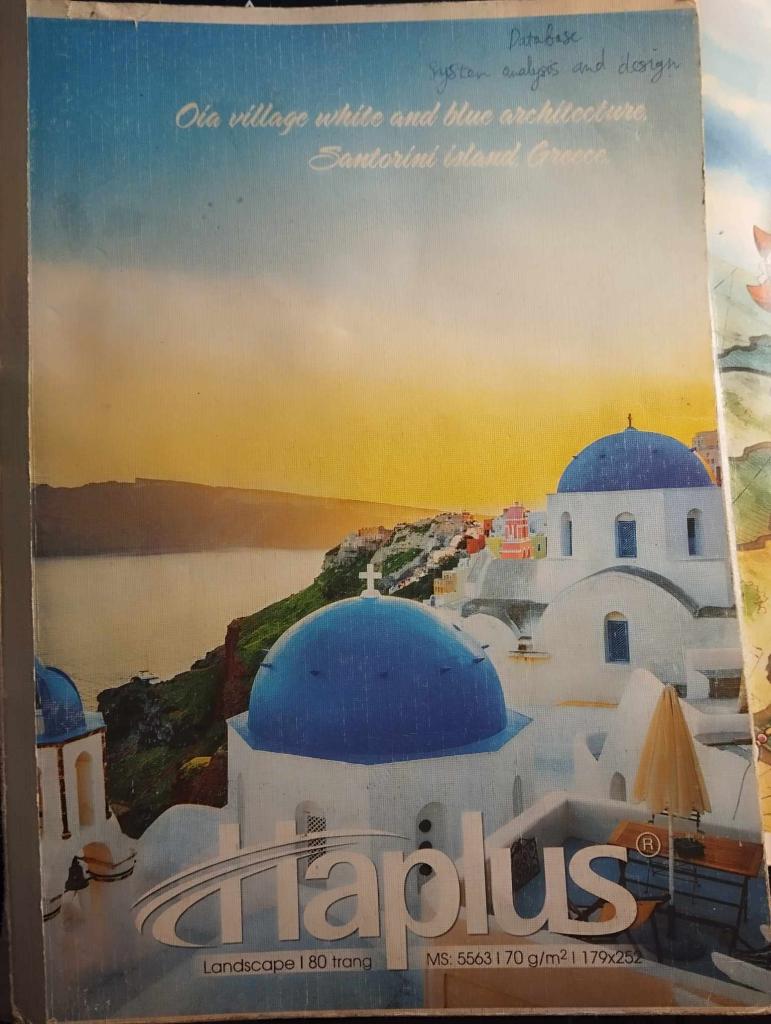 Database
System analysis and design
Oia village white and blue architecture.
Santorini island, Greece.
Haplus®
Landscape | 80 trang
MS: 5563 | 70 g/m² | 179x252